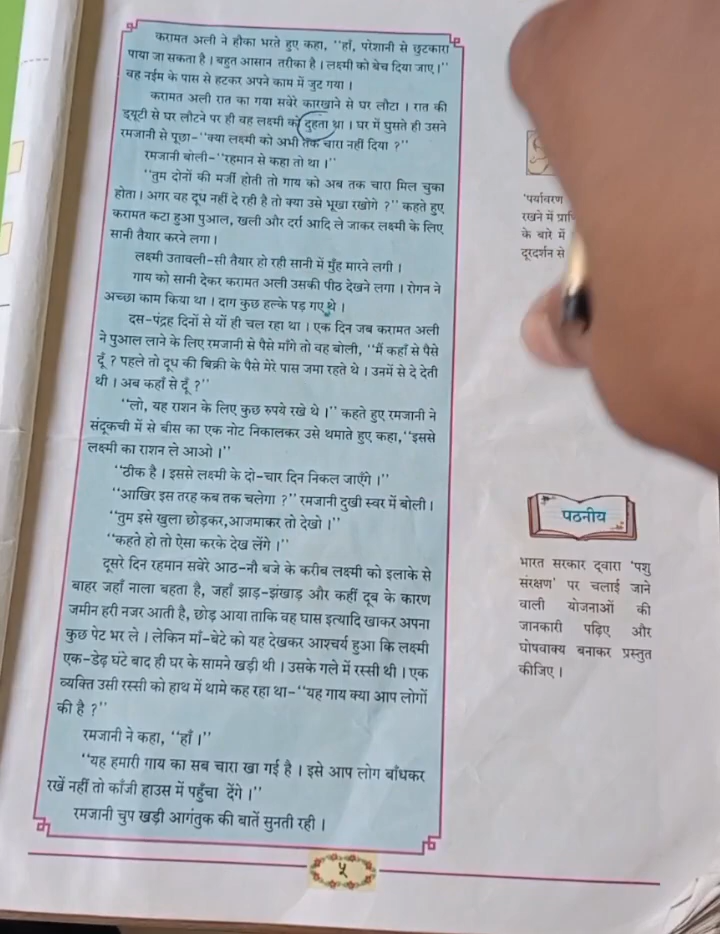 करामत अली ने हौका भरते हुए कहा, ‘‘हाँ, परेशानी से छुटकारा
पाया जा सकता है । बहुत आसान तरीका है । लक्ष्मी को बेच दिया जाए ।’’
वह नईम के पास से हटकर अपने काम में जुट गया ।
करामत अली रात का गया सवेरे कारखाने से घर लौटा । रात की
ड्यूटी से घर लौटने पर ही वह लक्ष्मी को दुहता था । घर में घुसते ही उसने
रमजानी से पूछा-‘‘क्या लक्ष्मी को अभी तक चारा नहीं दिया ?’’
रमजानी बोली-‘‘रहमान से कहा तो था ।’’
‘‘तुम दोनों की मर्जी होती तो गाय को अब तक चारा मिल चुका
होता । अगर वह दूध नहीं दे रही है तो क्या उसे भूखा रखोगे ?’’ कहते हुए
करामत कटा हुआ पुआल, खली और दर्रा आदि ले जाकर लक्ष्मी के लिए
सानी तैयार करने लगा ।
लक्ष्मी उतावली-सी तैयार हो रही सानी में मुँह मारने लगी ।
गाय को सानी देकर करामत अली उसकी पीठ देखने लगा । रोगन ने
अच्छा काम किया था । दाग कुछ हल्के पड़ गए थे ।
दस-पंद्रह दिनों से यों ही चल रहा था । एक दिन जब करामत अली
ने पुआल लाने के लिए रमजानी से पैसे माँगे तो वह बोली, ‘‘मैं कहाँ से पैसे
दूँ ? पहले तो दूध की बिक्री के पैसे मेरे पास जमा रहते थे । उनमें से दे देती
थी । अब कहाँ से दूँ ?’’
‘‘लो, यह राशन के लिए कुछ रुपये रखे थे ।’’ कहते हुए रमजानी ने
संदूकची में से बीस का एक नोट निकालकर उसे थमाते हुए कहा,‘‘इससे
लक्ष्मी का राशन ले आओ ।’’
‘‘ठीक है । इससे लक्ष्मी के दो-चार दिन निकल जाएँगे ।’’
‘‘आखिर इस तरह कब तक चलेगा ?’’ रमजानी दुखी स्वर में बोली ।
‘‘तुम इसे खुला छोड़कर,आजमाकर तो देखो ।’’
‘‘कहते हो तो ऐसा करके देख लेंगे ।’’
दूसरे दिन रहमान सवेरे आठ-नौ बजे के करीब लक्ष्मी को इलाके से
बाहर जहाँ नाला बहता है, जहाँ झाड़-झंखाड़ और कहीं दूब के कारण
जमीन हरी नजर आती है, छोड़ आया ताकि वह घास इत्यादि खाकर अपना
कुछ पेट भर ले । लेकिन माँ-बेटे को यह देखकर आश्चर्य हुआ कि लक्ष्मी
एक-डेढ़ घंटे बाद ही घर के सामने खड़ी थी । उसके गले में रस्सी थी । एक
व्यक्ति उसी रस्सी को हाथ में थामे कह रहा था-‘‘यह गाय क्या आप लोगों
की है ?’’
रमजानी ने कहा, ‘‘हाँ ।’’
‘‘यह हमारी गाय का सब चारा खा गई है । इसे आप लोग बाँधकर
रखें नहीं तो काँजी हाउस में पहुँचा देंगे ।’’
रमजानी चुप खड़ी आगंतुक की बातें सुनती रही ।
५
‘पर्यावरण
रखने में
के बारे में
दूरदर्शन से
पठनीय
भारत सरकार द्वारा ‘पशु
संरक्षण’ पर चलाई जाने
वाली योजनाओं की
जानकारी पढ़िए और
घोषवाक्य बनाकर प्रस्तुत
कीजिए ।